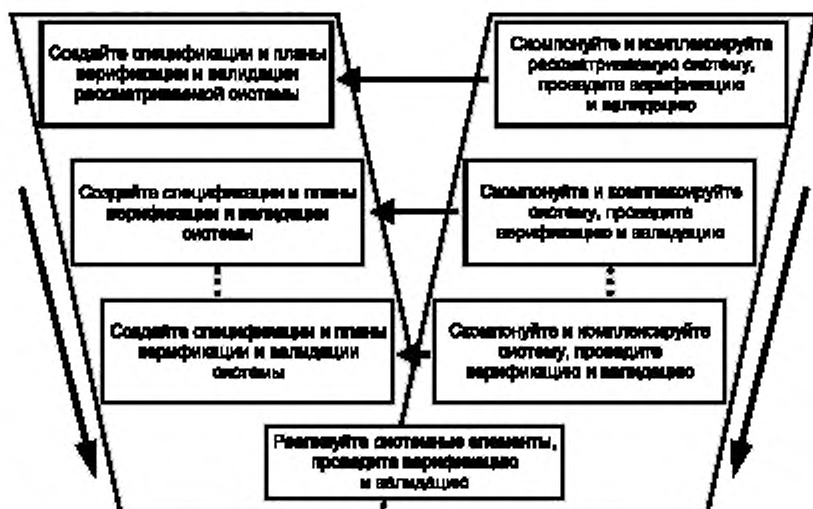 Создайте спецификации и планы
верификации и валидации
рассматриваемой системы
Скомпонуйте и комплексируйте
рассматриваемую систему,
проведите верификацию
и валидацию
Создайте спецификации и планы
верификации и валидации
системы
Скомпонуйте и комплексируйте
систему, проведите
верификацию и валидацию
Создайте спецификации и планы
верификации и валидации
системы
Скомпонуйте и комплексируйте
систему, проведите
верификацию и валидацию
Реализуйте системные элементы,
проведите верификацию
и валидацию